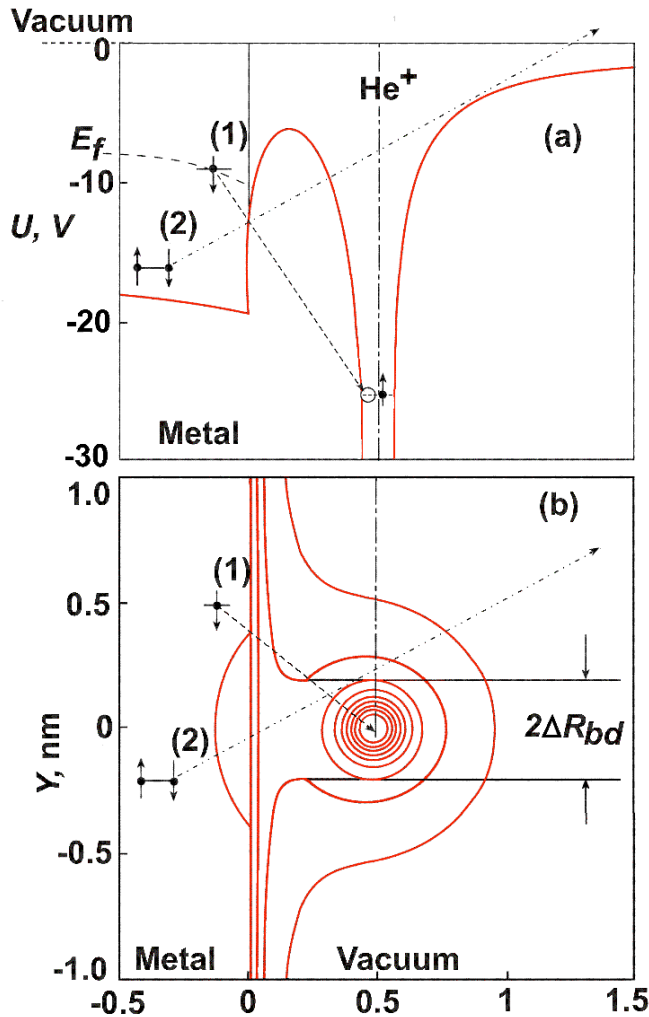 Vacuum
0
He+
(1)
(a)
Ef
-10
U, V
(2)
-20
Metal
-30
1.0
(b)
(1)
0.5
Y, nm
0
2ΔRbd
(2)
-0.5
Metal
Vacuum
-1.0
-0.5
0
0.5
1
1.5